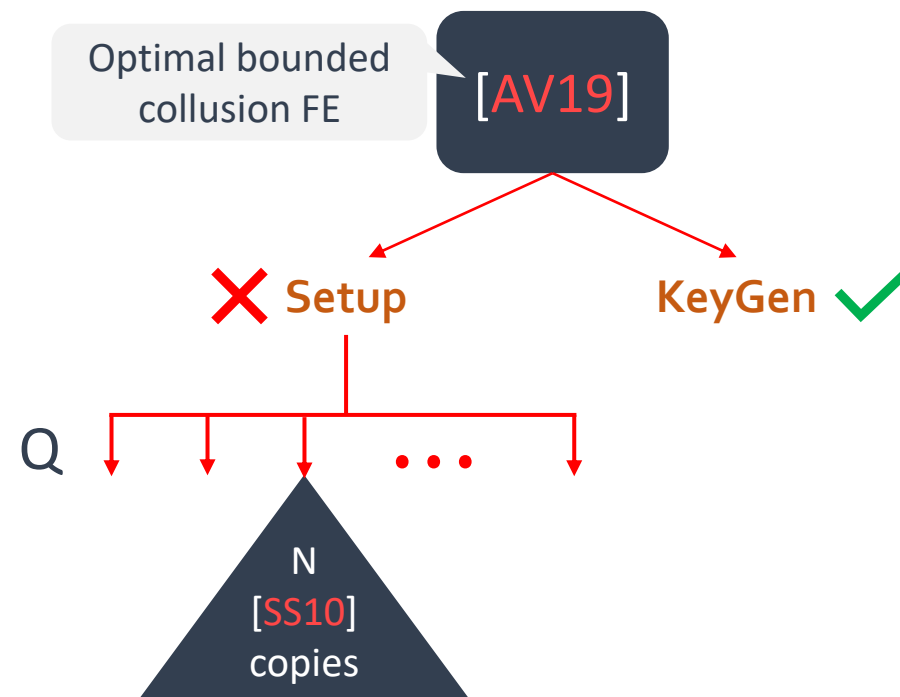 Optimal bounded
collusion FE
[AV19]
Setup
KeyGen
Q
...
N
[SS10]
copies